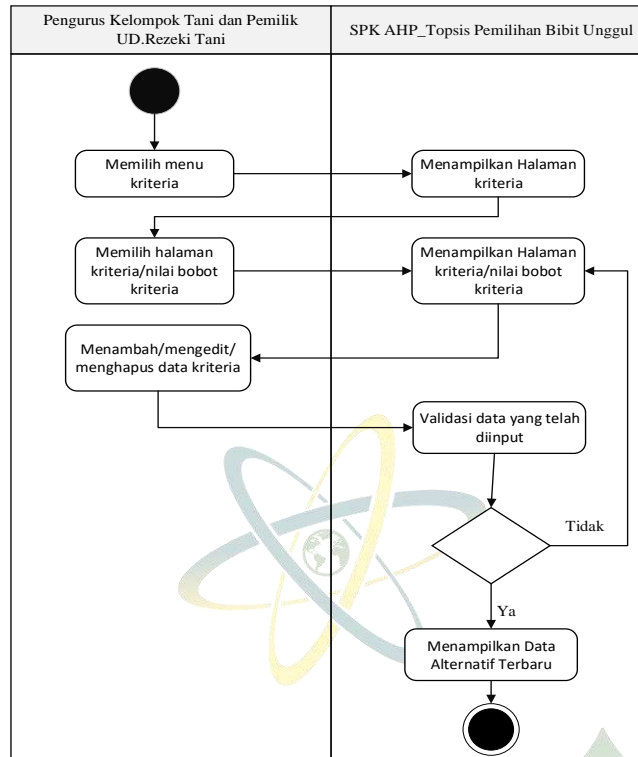 Pengurus Kelompok Tani dan Pemilik
UD.Rezeki Tani
SPK AHP_Topsis Pemilihan Bibit Unggul
Memilih menu
kriteria
Menampilkan Halaman
kriteria
Memilih halaman
kriteria/nilai bobot
kriteria
Menampilkan Halaman
kriteria/nilai bobot
kriteria
Menambah/mengedit/
menghapus data kriteria
Validasi data yang telah
diinput
Tidak
Ya
Menampilkan Data
Alternatif Terbaru